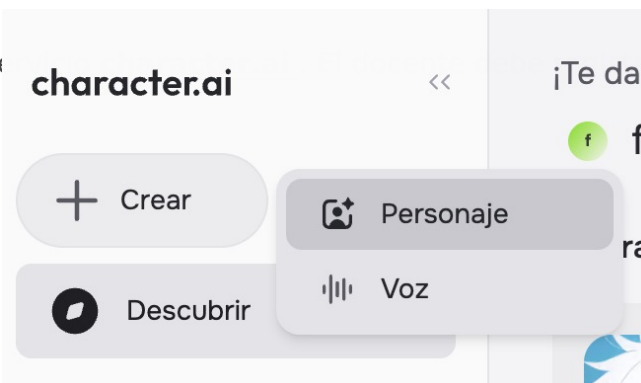 character.ai
<<
¡Te da
f
Crear
Personaje
Voz
Descubrir